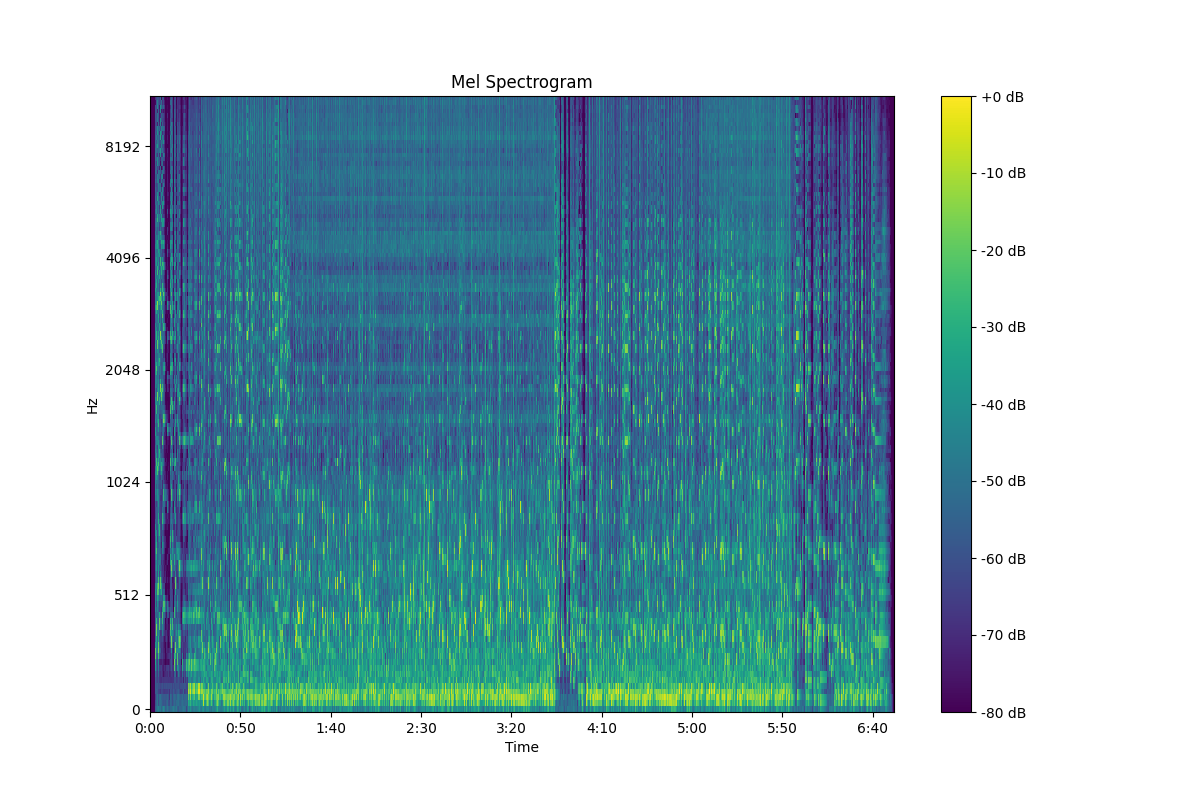 Mel Spectrogram
+0 dB
8192
-10 dB
-20 dB
4096
-30 dB
2048
-40 dB
Hz
1024
-50 dB
-60 dB
512
-70 dB
0
-80 dB
0:00 0:50 1:40 2:30 3:20 4:10 5:00 5:50 6:40
Time